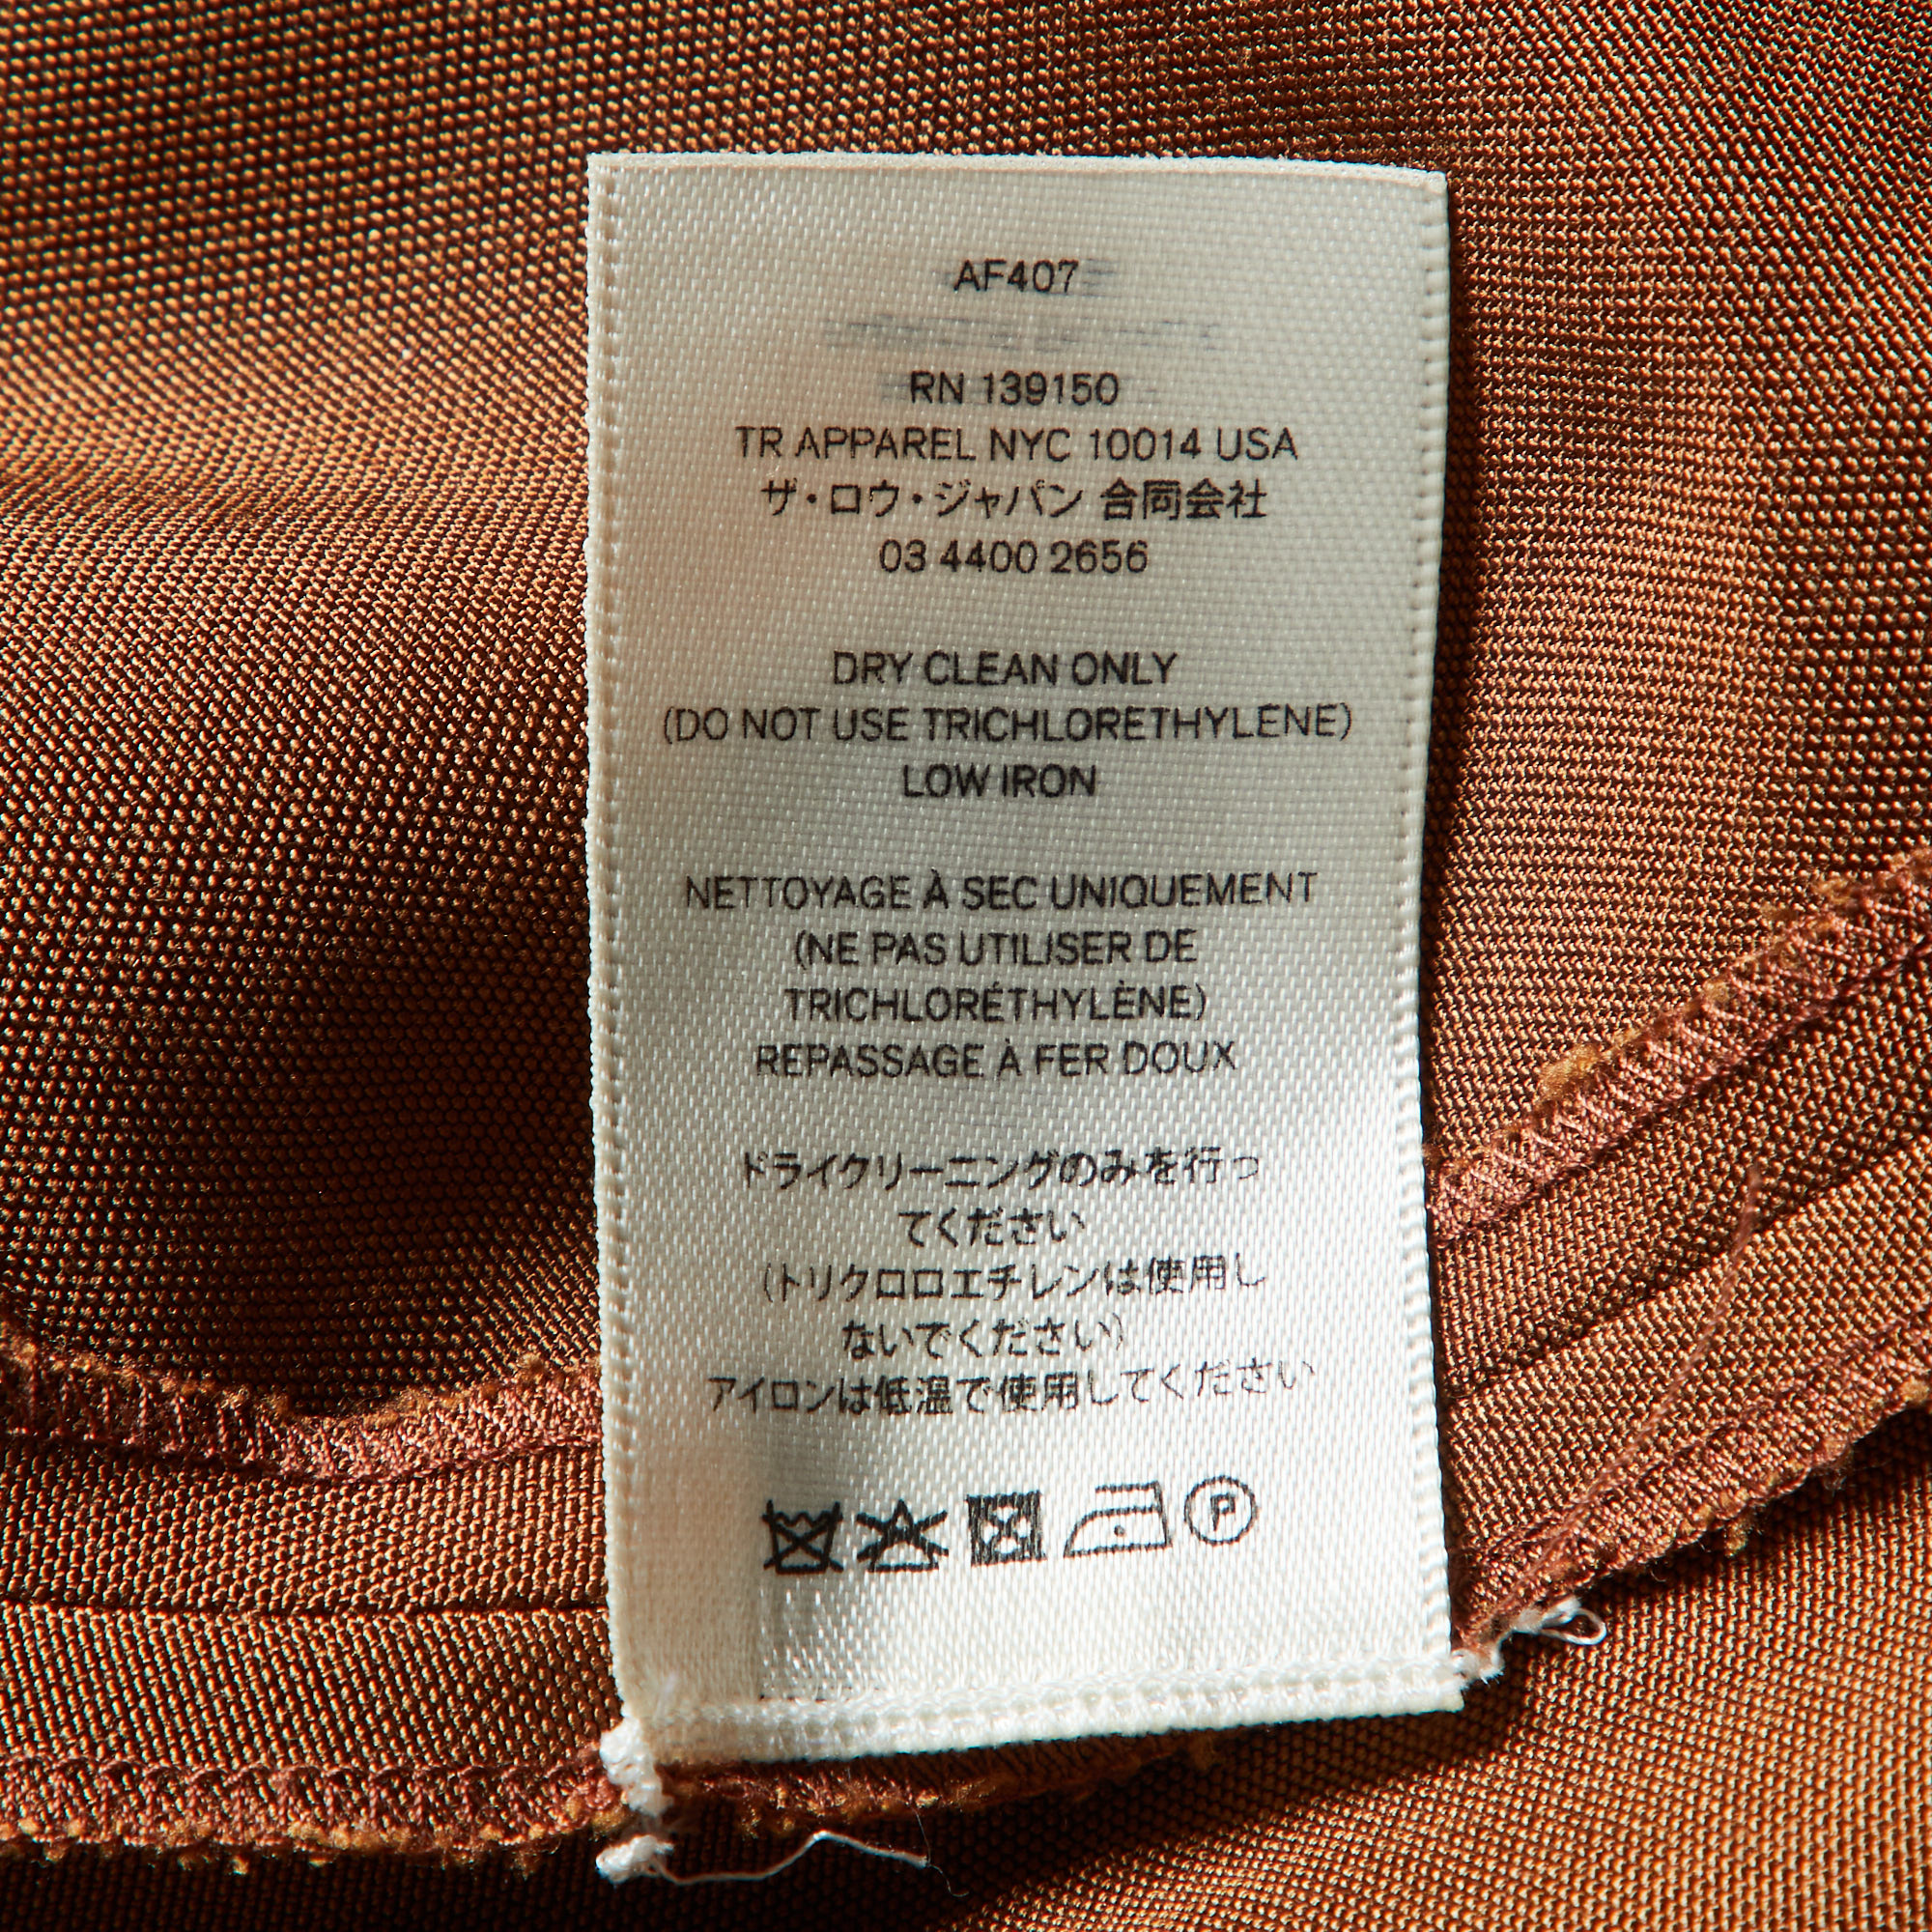 AF407
RN 139150
TR APPAREL NYC 10014 USA
ザ・ロウ・ジャパン 合同会社
03 4400 2656
DRY CLEAN ONLY
(DO NOT USE TRICHLORETHYLENE)
LOW IRON
NETTOYAGE À SEC UNIQUEMENT
(NE PAS UTILISER DE
TRICHLORÉTHYLÈNE)
REPASSAGE À FER DOUX
ドライクリーニングのみを行っ
てください
(トリクロロエチレンは使用し
ないでください)
アイロンは低温で使用してください
P